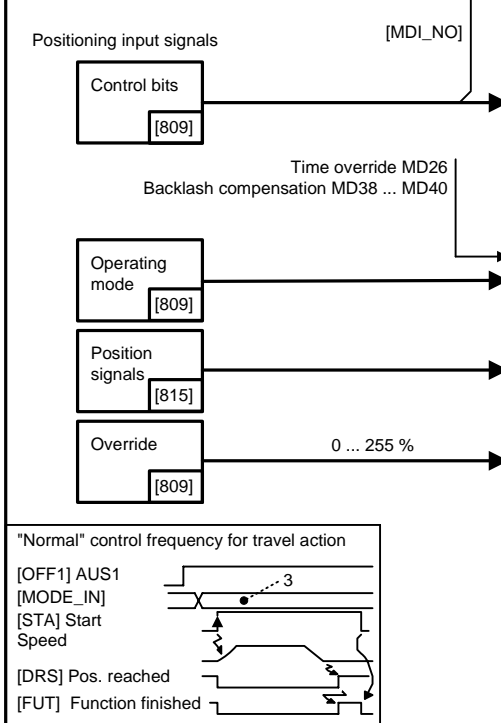 Positioning input signals
[MDI_NO]
Control bits
[809]
Time override MD26
Backlash compensation MD38 ... MD40
Operating
mode
[809]
Position
signals
[815]
Override
0 ... 255 %
[809]
"Normal" control frequency for travel action
[OFF1] AUS1
3
[MODE_IN]
[STA] Start
Speed
[DRS] Pos. reached
[FUT] Function finished